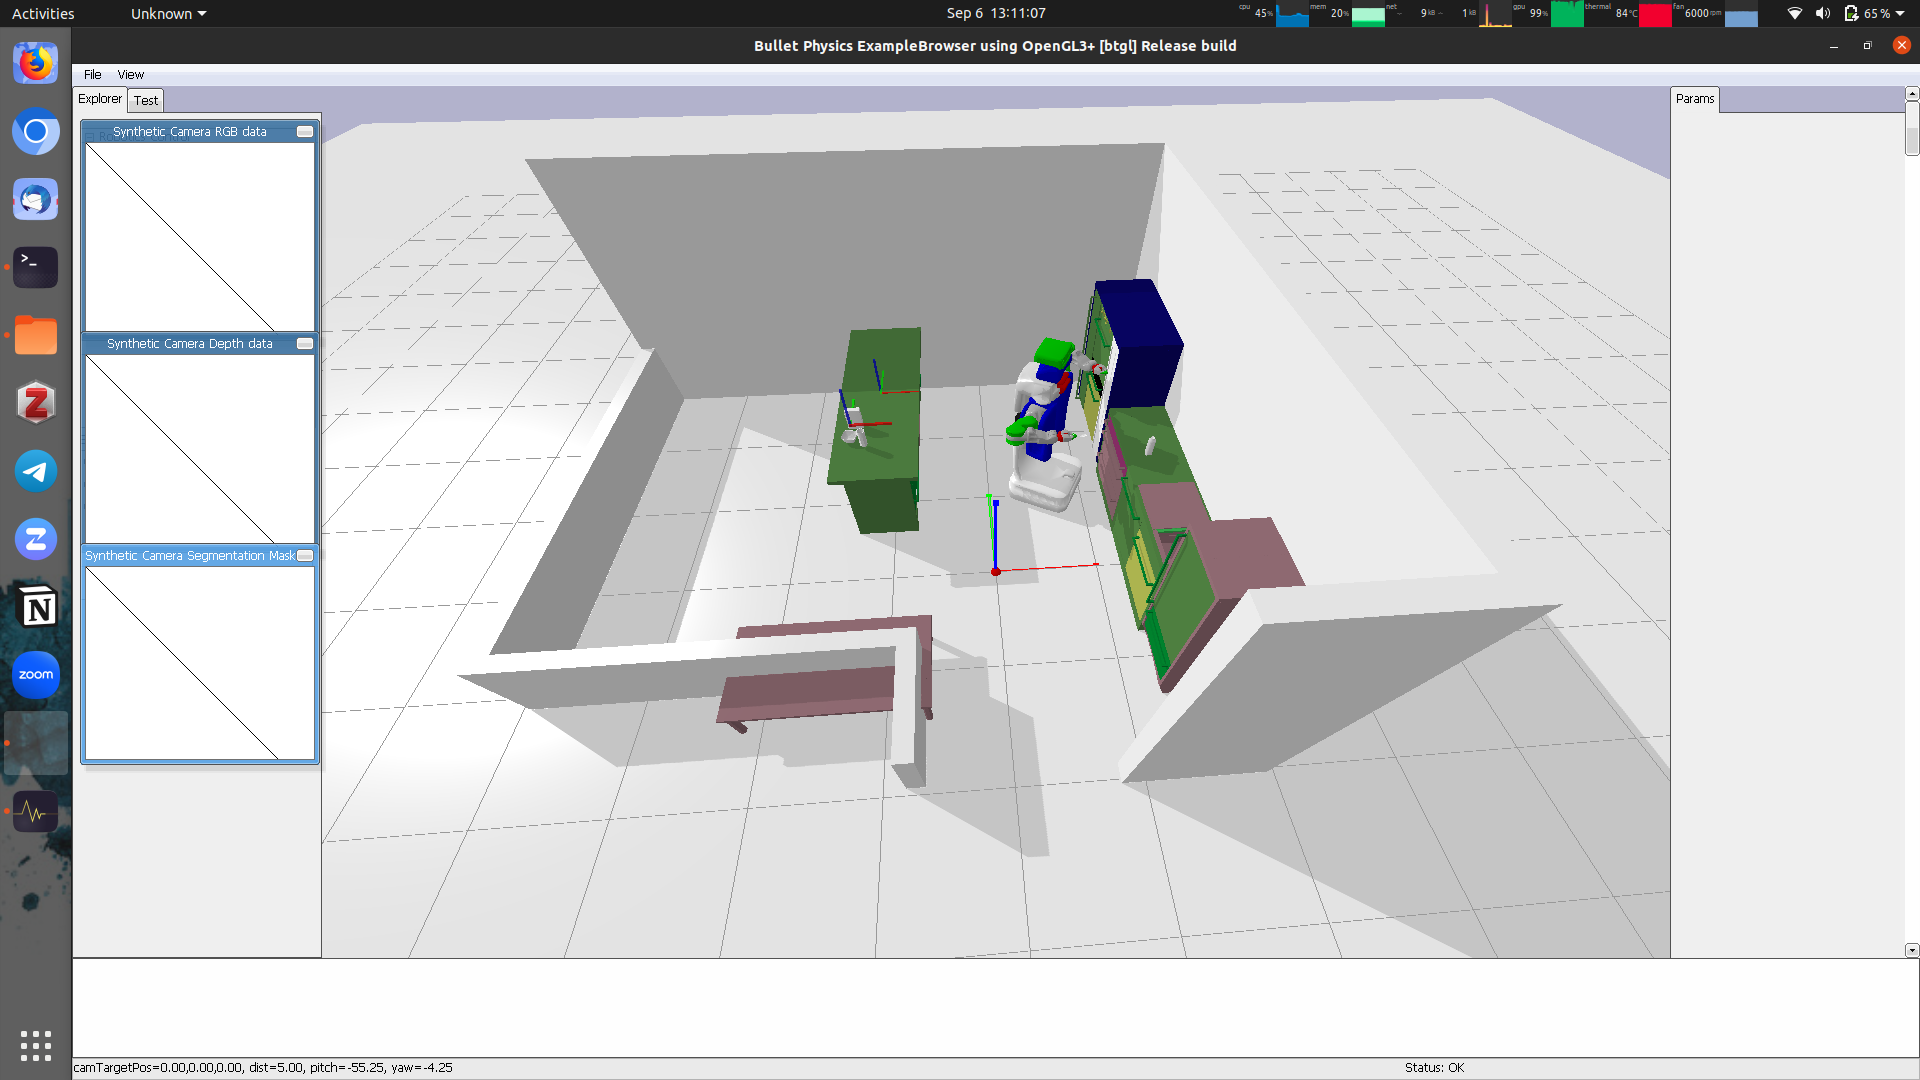 Activities
Unknown
Sep 6 13:11:07
cpu 45% mem 20% net 9 kB 1 kB gpu 99% thermal 84°C fan 6000 rpm
65 %
Bullet Physics ExampleBrowser using OpenGL3+ [btgl] Release build
File View
Explorer Test
Params
Synthetic Camera RGB data
Synthetic Camera Depth data
Synthetic Camera Segmentation Mask
>_
Z
Z
N
zoom
camTargetPos=0.00,0.00,0.00, dist=5.00, pitch=-55.25, yaw=-4.25
Status: OK